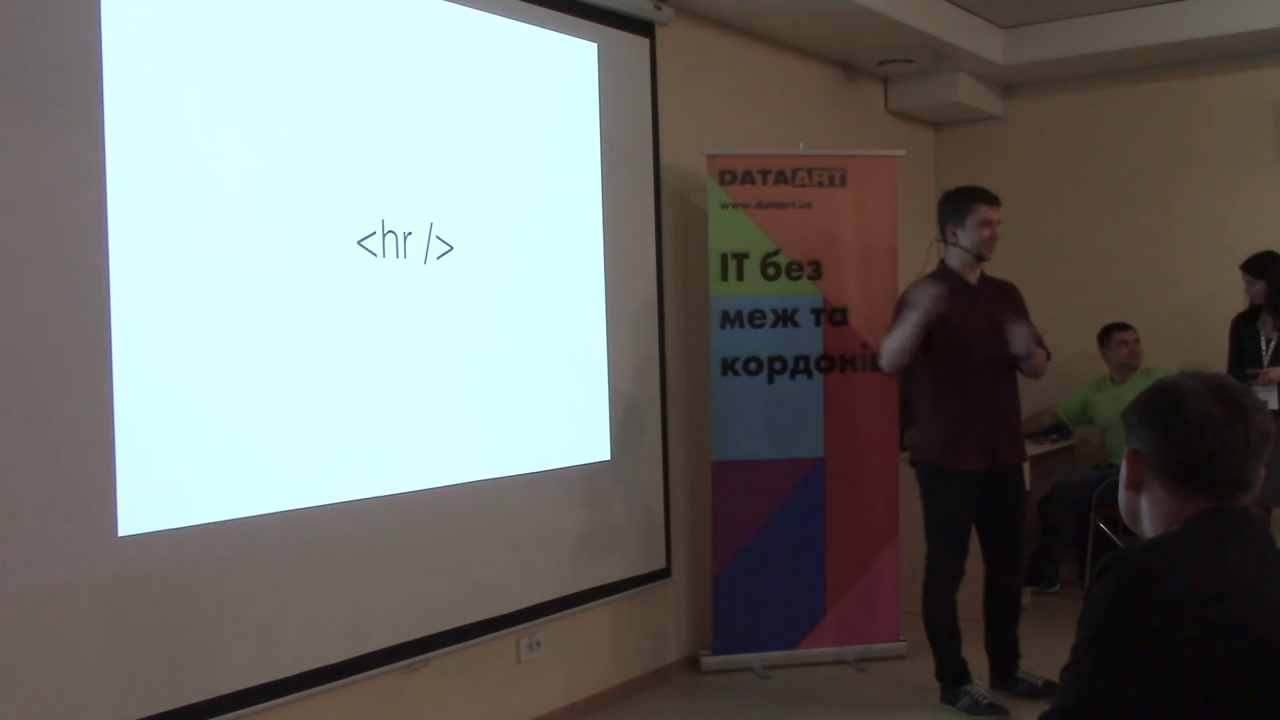 <hr />
DATAART
www.dataart.ua
IT без
меж та
кордонів